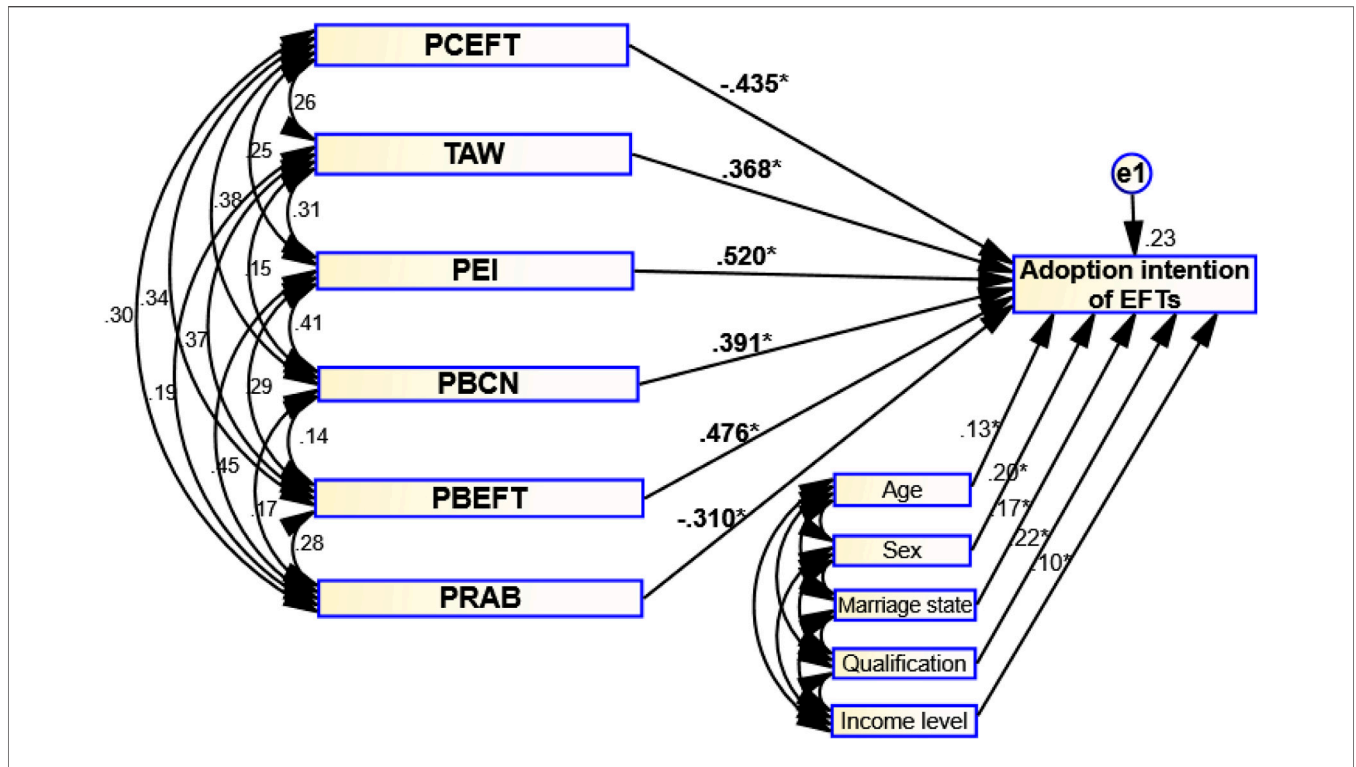 PCEFT
-.435*
26
TAW
.25
.368*
e1
.38
.31
.23
.15
PEI
.520*
Adoption intention
of EFTs
.30
.34
.41
.37
.391*
.19
.29
PBCN
.13*
.14
.476*
.20*
.45
Age
.17
PBEFT
.17*
-.310*
.28
Sex
.22*
.10*
PRAB
Marriage state
Qualification
Income level